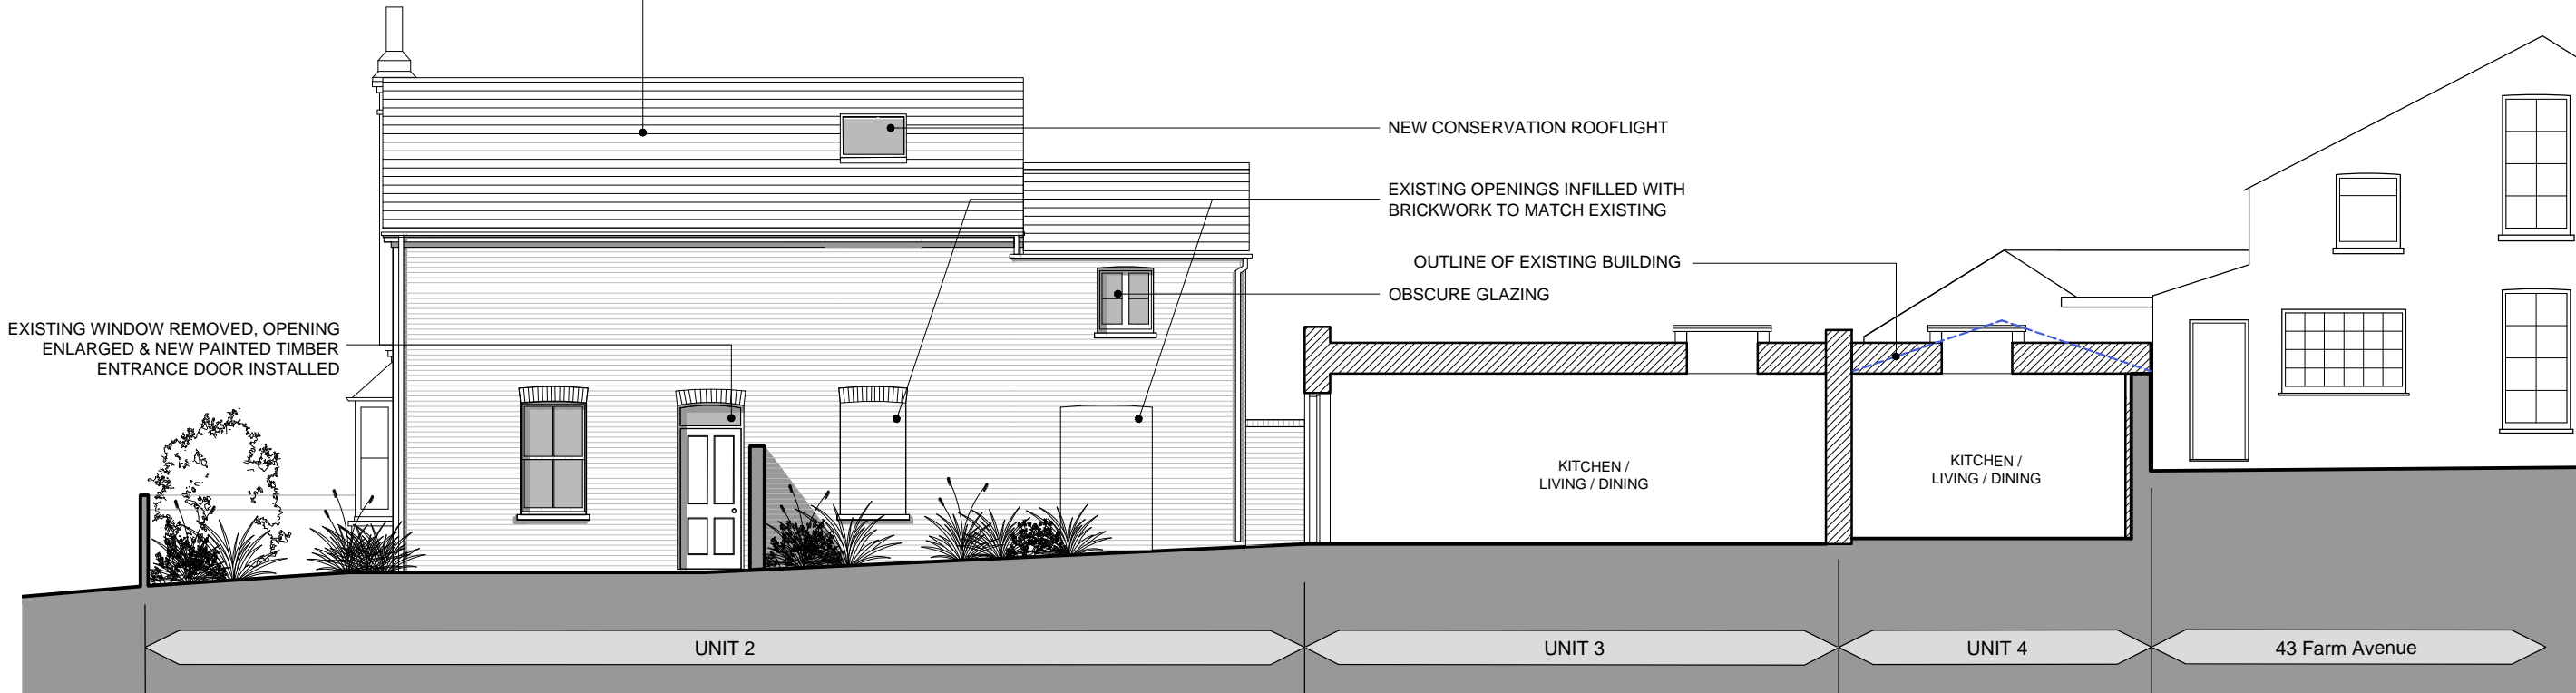 NEW CONSERVATION ROOFLIGHT
EXISTING OPENINGS INFILLED WITH
BRICKWORK TO MATCH EXISTING
OUTLINE OF EXISTING BUILDING
OBSCURE GLAZING
EXISTING WINDOW REMOVED, OPENING
ENLARGED & NEW PAINTED TIMBER
ENTRANCE DOOR INSTALLED
KITCHEN /
LIVING / DINING
KITCHEN /
LIVING / DINING
UNIT 2
UNIT 3
UNIT 4
43 Farm Avenue